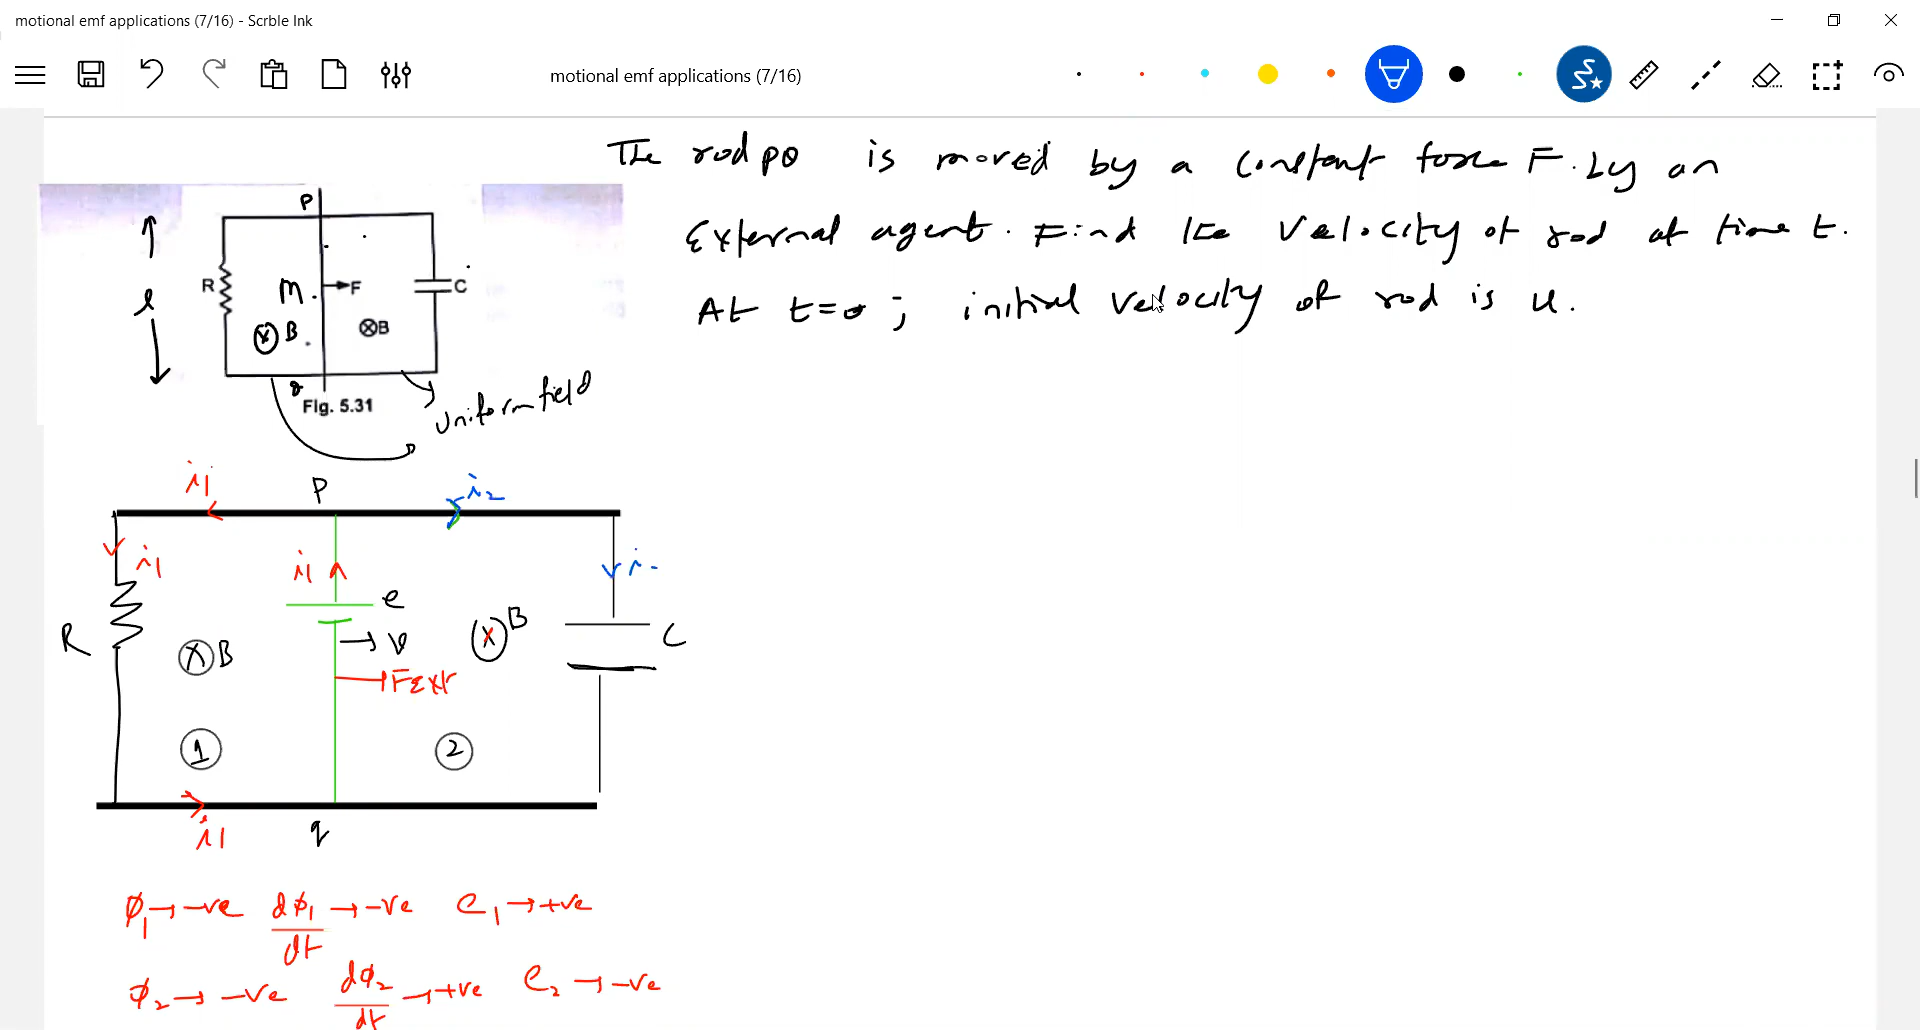 motional emf applications (7/16) - Scrble Ink
motional emf applications (7/16)
The rod PQ is moved by a constant force F. by an
External agent. Find the Velocity of rod at time t.
At t=0 ; initial velocity of rod is u.
P
R
m
F
C
l
B
B
q
Fig. 5.31
Uniform field
i1
P
i2
i1
i1
e
B
i
R
B
v
C
FExt
1
2
i1
q
ϕ1 → -ve dϕ1/dt → -ve e1 → +ve
ϕ2 → -ve dϕ2/dt → +ve e2 → -ve